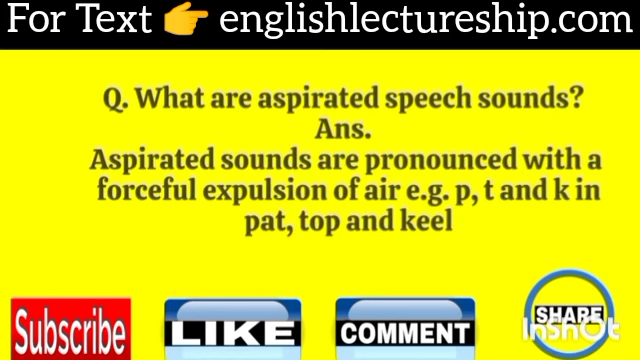 For Text 👉 englishlectureship.com
Q. What are aspirated speech sounds?
Ans.
Aspirated sounds are pronounced with a
forceful expulsion of air e.g. p, t and k in
pat, top and keel
Subscribe
LIKE
COMMENT
SHARE
InShOt